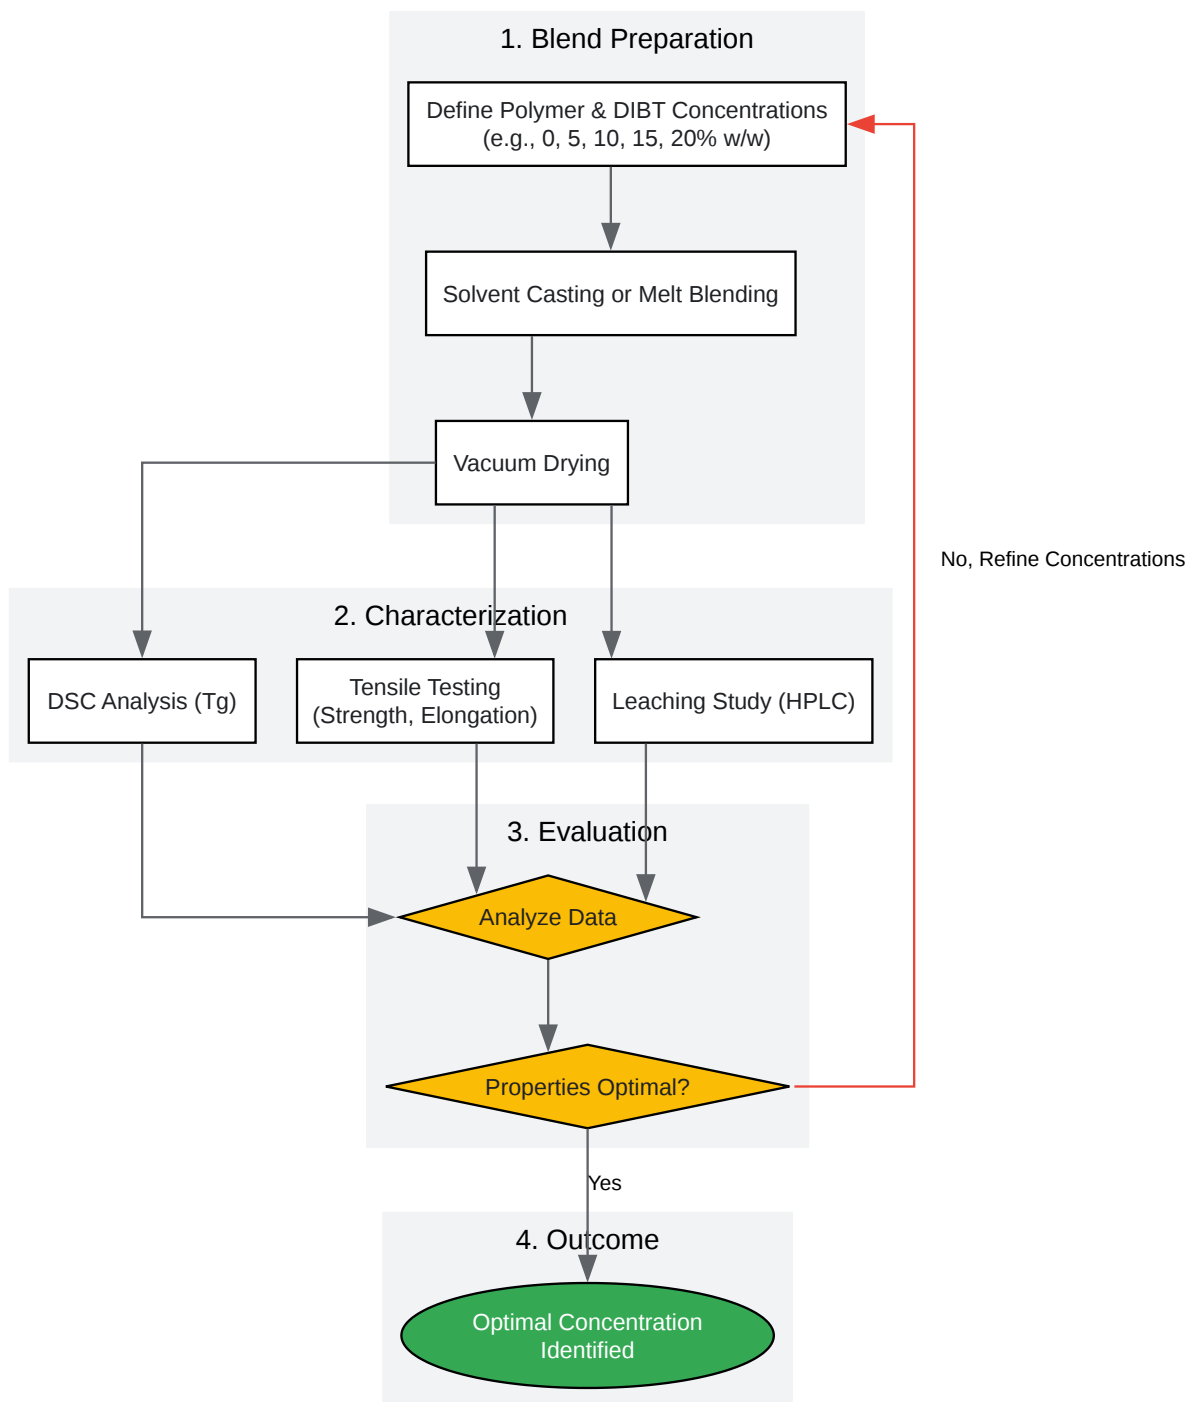 1. Blend Preparation
Define Polymer & DIBT Concentrations
(e.g., 0, 5, 10, 15, 20% w/w)
Solvent Casting or Melt Blending
Vacuum Drying
No, Refine Concentrations
2. Characterization
DSC Analysis (Tg)
Tensile Testing
(Strength, Elongation)
Leaching Study (HPLC)
3. Evaluation
Analyze Data
Properties Optimal?
Yes
4. Outcome
Optimal Concentration
Identified